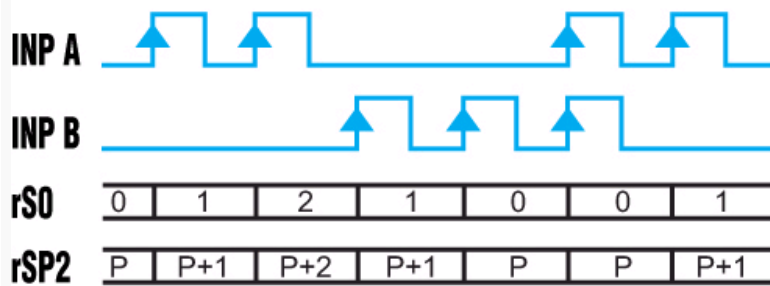 INP A
INP B
rS0 0 1 2 1 0 0 1
rSP2 P P+1 P+2 P+1 P P P+1